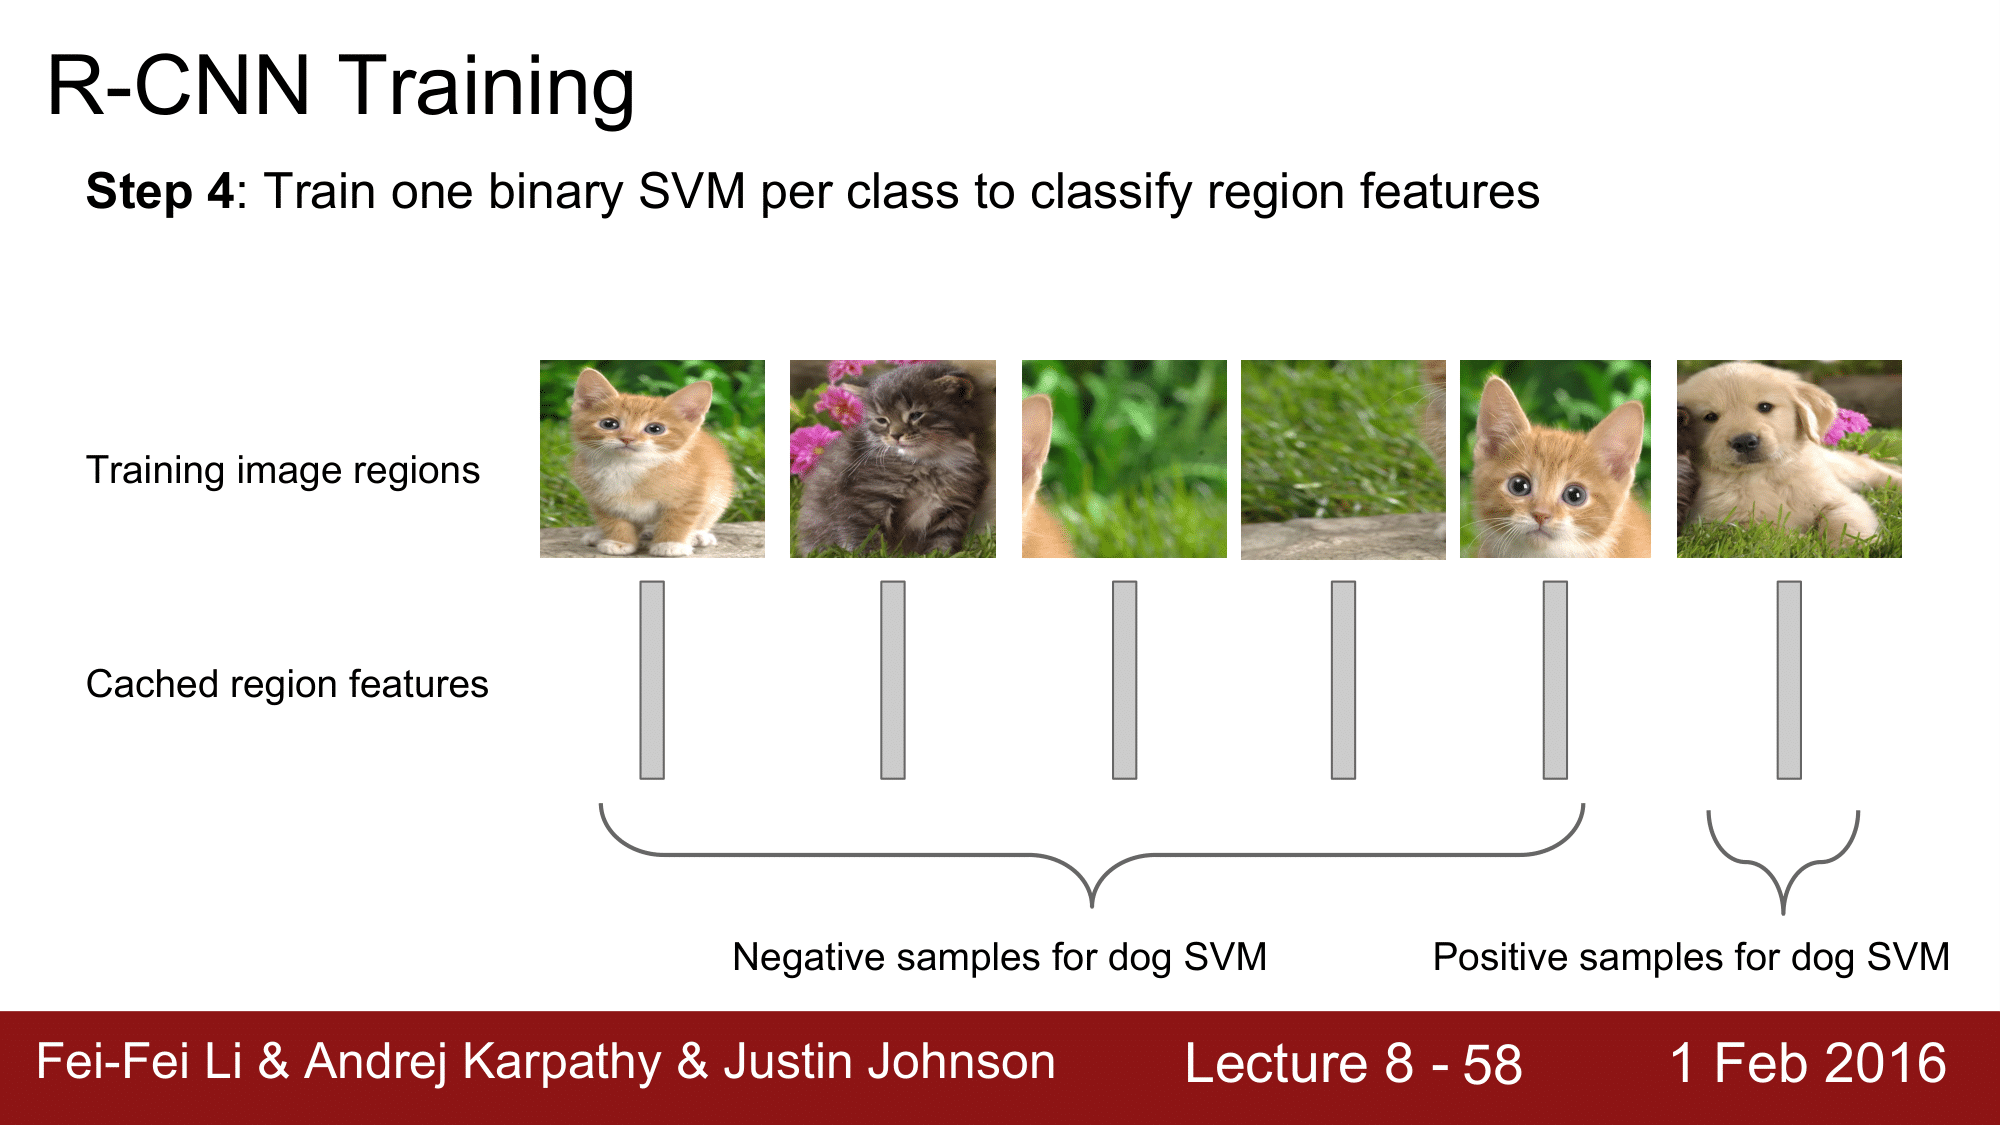 R-CNN Training
Step 4: Train one binary SVM per class to classify region features
Training image regions
Cached region features
Negative samples for dog SVM
Positive samples for dog SVM
Fei-Fei Li & Andrej Karpathy & Justin Johnson
Lecture 8 - 58
1 Feb 2016